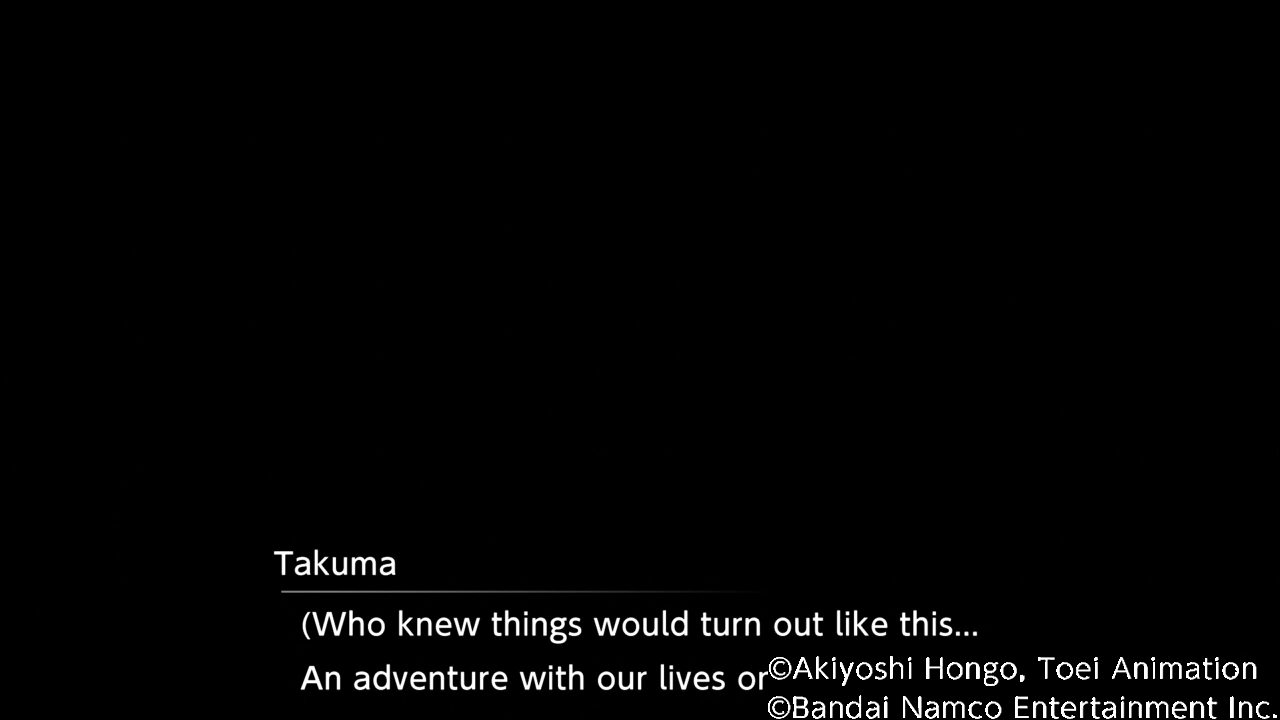 Takuma
(Who knew things would turn out like this...
An adventure with our lives
©Akiyoshi Hongo, Toei Animation
©Bandai Namco Entertainment Inc.